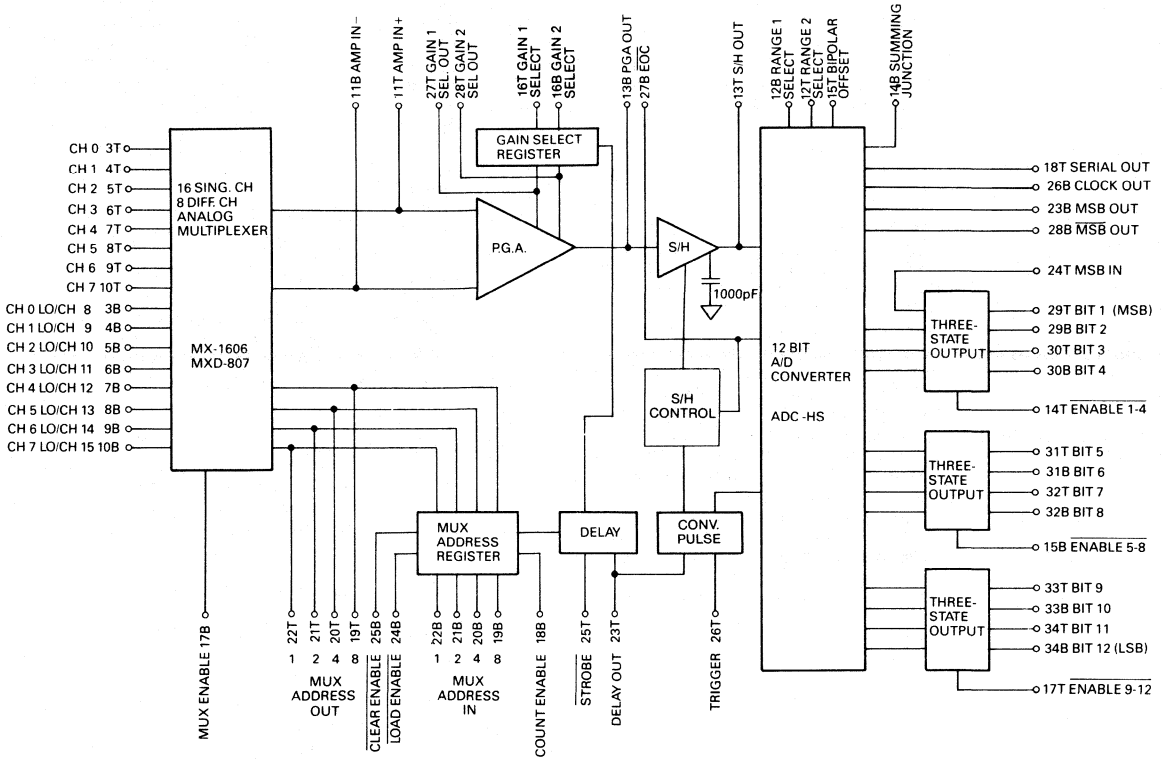 11B AMP IN-
11T AMP IN+
27T GAIN 1
SEL. OUT
28T GAIN 2
SEL OUT
16T GAIN 1
SELECT
16B GAIN 2
SELECT
13B PGA OUT
27B EOC
13T S/H OUT
12B RANGE 1
SELECT
12T RANGE 2
SELECT
15T BIPOLAR
OFFSET
14B SUMMING
JUNCTION
CH 0 3T
CH 1 4T
CH 2 5T
CH 3 6T
CH 4 7T
CH 5 8T
CH 6 9T
CH 7 10T
CH 0 LO/CH 8 3B
CH 1 LO/CH 9 4B
CH 2 LO/CH 10 5B
CH 3 LO/CH 11 6B
CH 4 LO/CH 12 7B
CH 5 LO/CH 13 8B
CH 6 LO/CH 14 9B
CH 7 LO/CH 15 10B
16 SING. CH
8 DIFF. CH
ANALOG
MULTIPLEXER
MX-1606
MXD-807
GAIN SELECT
REGISTER
P.G.A.
S/H
1000pF
S/H
CONTROL
12 BIT
A/D
CONVERTER
ADC -HS
MUX
ADDRESS
REGISTER
DELAY
CONV.
PULSE
18T SERIAL OUT
26B CLOCK OUT
23B MSB OUT
28B MSB OUT
24T MSB IN
THREE-
STATE
OUTPUT
29T BIT 1 (MSB)
29B BIT 2
30T BIT 3
30B BIT 4
14T ENABLE 1-4
THREE-
STATE
OUTPUT
31T BIT 5
31B BIT 6
32T BIT 7
32B BIT 8
15B ENABLE 5-8
THREE-
STATE
OUTPUT
33T BIT 9
33B BIT 10
34T BIT 11
34B BIT 12 (LSB)
17T ENABLE 9-12
MUX ENABLE 17B
22T
21T
20T
19T
1 2 4 8
MUX
ADDRESS
OUT
CLEAR ENABLE 25B
LOAD ENABLE 24B
22B
21B
20B
19B
1 2 4 8
MUX
ADDRESS
IN
COUNT ENABLE 18B
STROBE 25T
DELAY OUT 23T
TRIGGER 26T